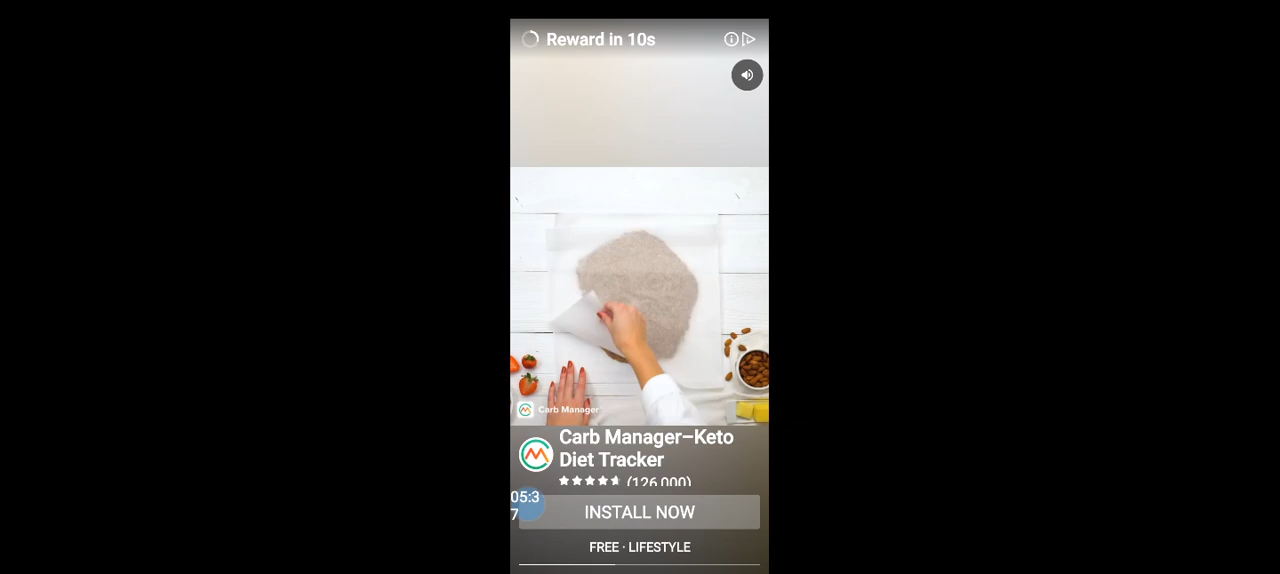 Reward in 10s
Carb Manager
Carb Manager–Keto
Diet Tracker
(126,000)
05:3
7
INSTALL NOW
FREE · LIFESTYLE